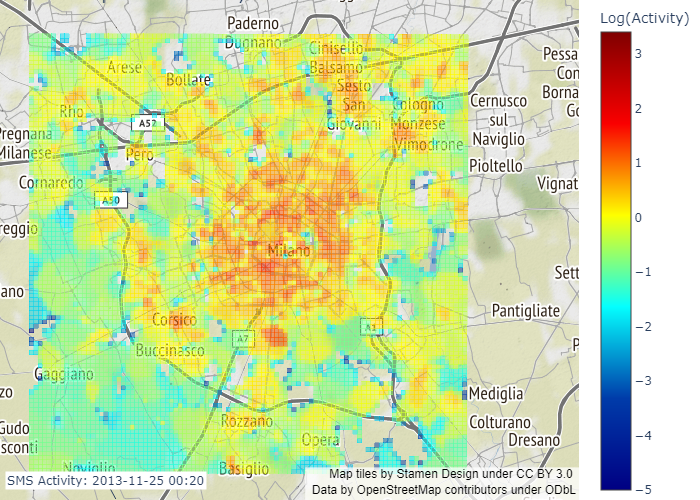 Paderno
Dugnano
Log(Activity)
Cinisello
Balsamo
Arese
Bollate
Sesto
San
Giovanni
Rho
Cologno
Monzese
Vimodrone
Cernusco
sul
Naviglio
Pessa
Con
Borna
Go
A52
Pregnana
Milanese
Pero
Pioltello
Cornaredo
Vignat
A50
reggio
Milano
Sett
ano
Pantigliate
Corsico
A7
A1
Buccinasco
P
Gaggiano
zo
Mediglia
Rozzano
Colturano
Gudo
sconti
Opera
Dresano
Noviglio
Basiglio
SMS Activity: 2013-11-25 00:20
Map tiles by Stamen Design under CC BY 3.0
Data by OpenStreetMap contributors under ODbL
3
2
1
0
−1
−2
−3
−4
−5